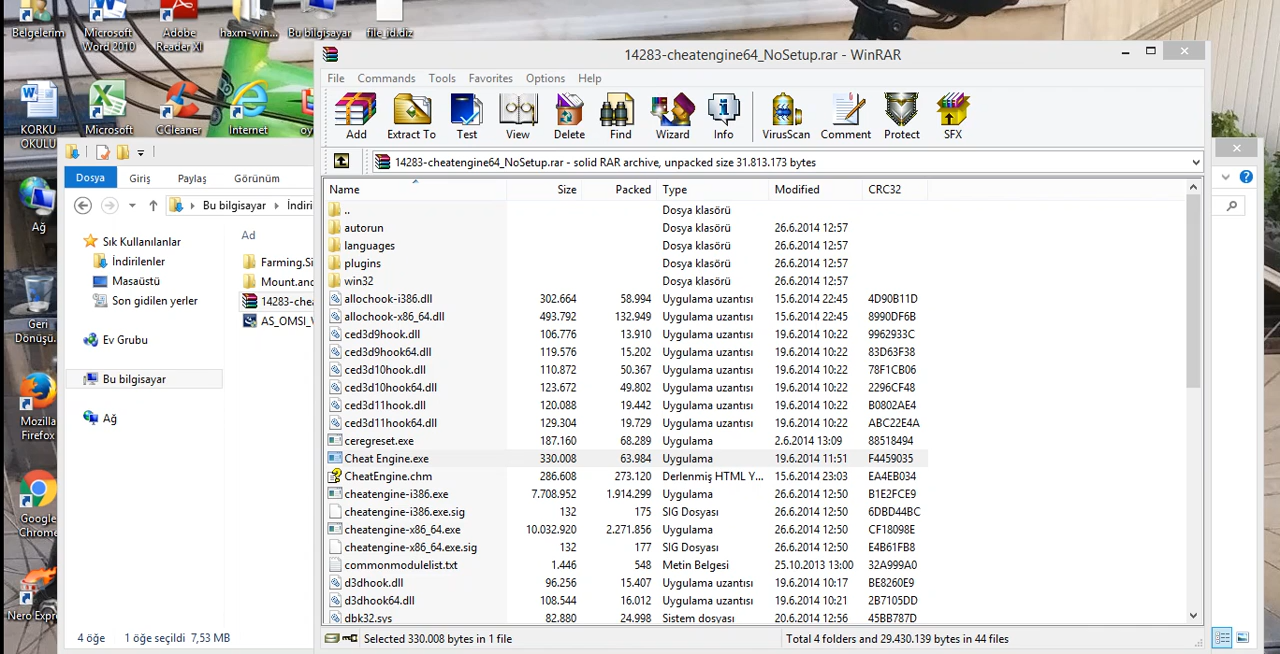 Belgelerim
Microsoft Word 2010
Adobe Reader XI
haxm-win...
Bu bilgisayar
file_id.diz
KORKU OKULU
Microsoft
CCleaner
Internet
oy
Ağ
Geri Dönüşü...
Mozilla Firefox
Google Chrome
Nero Expre
Dosya Giriş Paylaş Görünüm
Bu bilgisayar İndiri
Sık Kullanılanlar
İndirilenler
Masaüstü
Son gidilen yerler
Ev Grubu
Bu bilgisayar
Ağ
Ad
Farming.Si
Mount.and
14283-chea
AS_OMSI_V
4 öğe 1 öğe seçildi 7,53 MB
14283-cheatengine64_NoSetup.rar - WinRAR
File Commands Tools Favorites Options Help
Add Extract To Test View Delete Find Wizard Info VirusScan Comment Protect SFX
14283-cheatengine64_NoSetup.rar - solid RAR archive, unpacked size 31.813.173 bytes
Name Size Packed Type Modified CRC32
.. Dosya klasörü
autorun Dosya klasörü 26.6.2014 12:57
languages Dosya klasörü 26.6.2014 12:57
plugins Dosya klasörü 26.6.2014 12:57
win32 Dosya klasörü 26.6.2014 12:57
allochook-i386.dll 302.664 58.994 Uygulama uzantısı 15.6.2014 22:45 4D90B11D
allochook-x86_64.dll 493.792 132.949 Uygulama uzantısı 15.6.2014 22:45 8990DF6B
ced3d9hook.dll 106.776 13.910 Uygulama uzantısı 19.6.2014 10:22 9962933C
ced3d9hook64.dll 119.576 15.202 Uygulama uzantısı 19.6.2014 10:22 83D63F38
ced3d10hook.dll 110.872 50.367 Uygulama uzantısı 19.6.2014 10:22 78F1CB06
ced3d10hook64.dll 123.672 49.802 Uygulama uzantısı 19.6.2014 10:22 2296CF48
ced3d11hook.dll 120.088 19.442 Uygulama uzantısı 19.6.2014 10:22 B0802AE4
ced3d11hook64.dll 129.304 19.729 Uygulama uzantısı 19.6.2014 10:22 ABC22E4A
ceregreset.exe 187.160 68.289 Uygulama 2.6.2014 13:09 88518494
Cheat Engine.exe 330.008 63.984 Uygulama 19.6.2014 11:51 F4459035
CheatEngine.chm 286.608 273.120 Derlenmiş HTML Y... 15.6.2014 23:03 EA4EB034
cheatengine-i386.exe 7.708.952 1.914.299 Uygulama 26.6.2014 12:50 B1E2FCE9
cheatengine-i386.exe.sig 132 175 SIG Dosyası 26.6.2014 12:50 6DBD44BC
cheatengine-x86_64.exe 10.032.920 2.271.856 Uygulama 26.6.2014 12:50 CF18098E
cheatengine-x86_64.exe.sig 132 177 SIG Dosyası 26.6.2014 12:50 E4B61FB8
commonmodulelist.txt 1.446 548 Metin Belgesi 25.10.2013 13:00 32A999A0
d3dhook.dll 96.256 15.407 Uygulama uzantısı 19.6.2014 10:17 BE8260E9
d3dhook64.dll 108.544 16.012 Uygulama uzantısı 19.6.2014 10:21 2B7105DD
dbk32.sys 82.880 24.998 Sistem dosyası 20.6.2014 21:46 45BB787D
Selected 330.008 bytes in 1 file
Total 4 folders and 29.430.139 bytes in 44 files